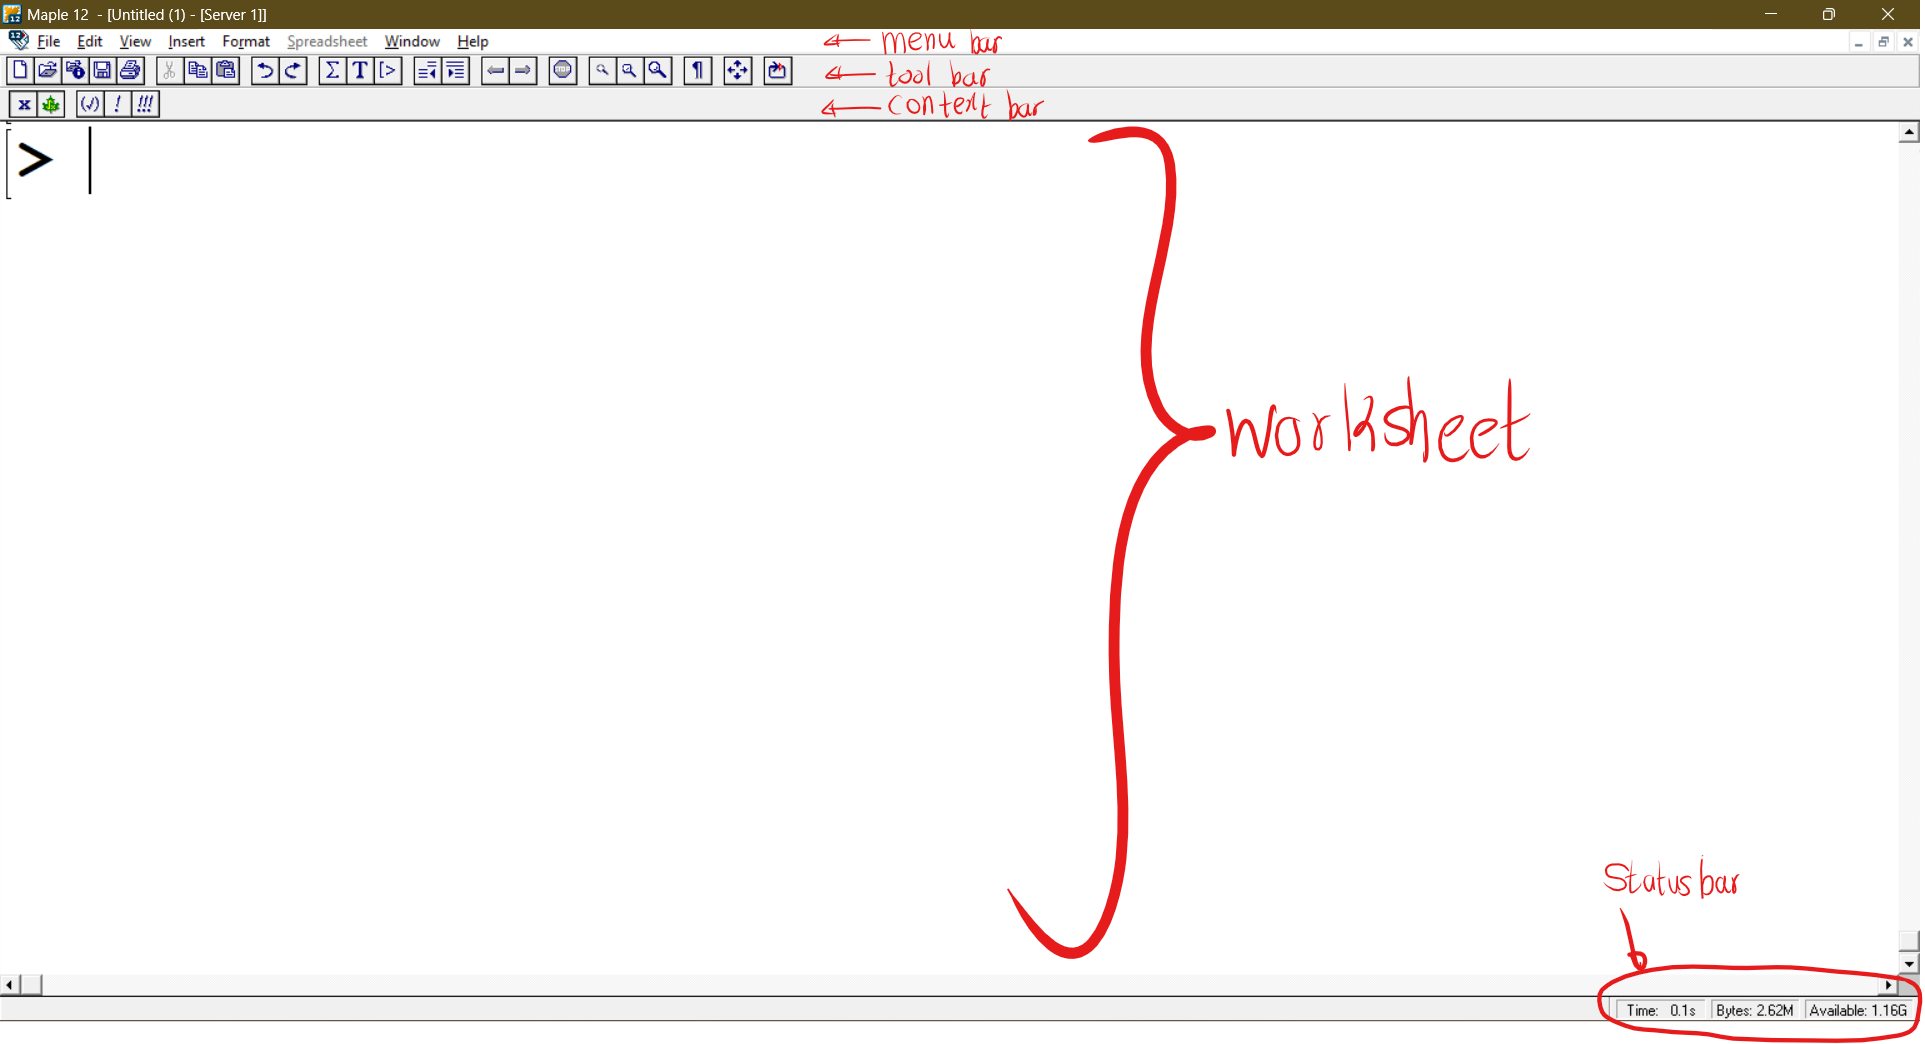 Maple 12 - [Untitled (1) - [Server 1]]
File Edit View Insert Format Spreadsheet Window Help
menu bar
tool bar
context bar
>
worksheet
Status bar
Time: 0.1s Bytes: 2.62M Available: 1.16G